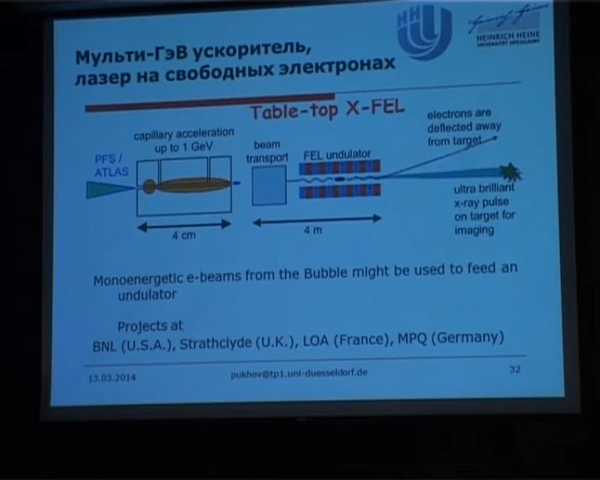 Мульти-ГэВ ускоритель,
лазер на свободных электронах
HHU
HEINRICH HEINE
UNIVERSITÄT DÜSSELDORF
Table-top X-FEL
capillary acceleration
up to 1 GeV
PFS /
ATLAS
beam
transport
FEL undulator
electrons are
deflected away
from target
ultra brilliant
x-ray pulse
on target for
imaging
4 cm
4 m
Monoenergetic e-beams from the Bubble might be used to feed an
undulator
Projects at
BNL (U.S.A.), Strathclyde (U.K.), LOA (France), MPQ (Germany)
13.03.2014
pukhov@tp1.uni-duesseldorf.de
32